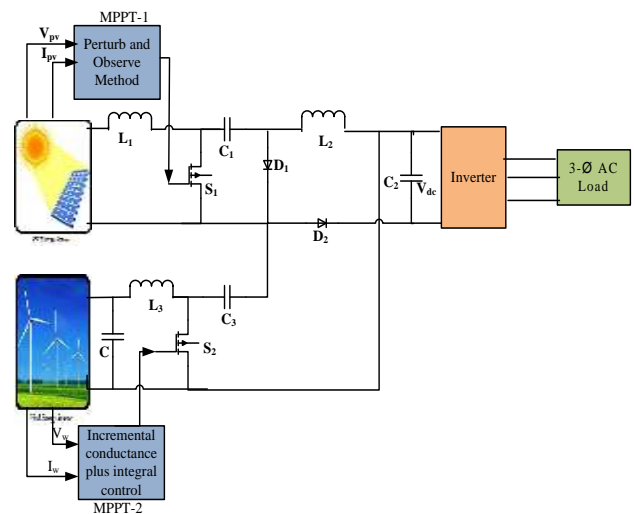 MPPT-1
Vpv
Ipv
Perturb and
Observe
Method
L1
C1
L2
D1
S1
C2
Vdc
Inverter
3-Ø AC
Load
D2
L3
C3
C
S2
Vw
Iw
Incremental
conductance
plus integral
control
MPPT-2